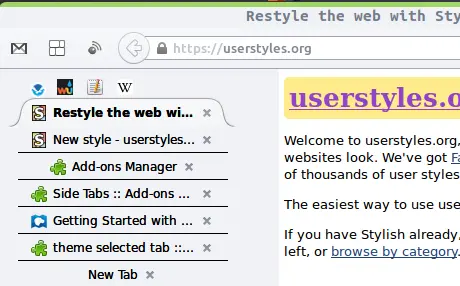 Restyle the web with Sty
https://userstyles.org
W
Restyle the web wi...
New style - userstyles...
Add-ons Manager
Side Tabs :: Add-ons ...
Getting Started with ...
theme selected tab ::...
New Tab
userstyles.o
Welcome to userstyles.org,
websites look. We've got Fa
of thousands of user styles
The easiest way to use use
If you have Stylish already,
left, or browse by category.